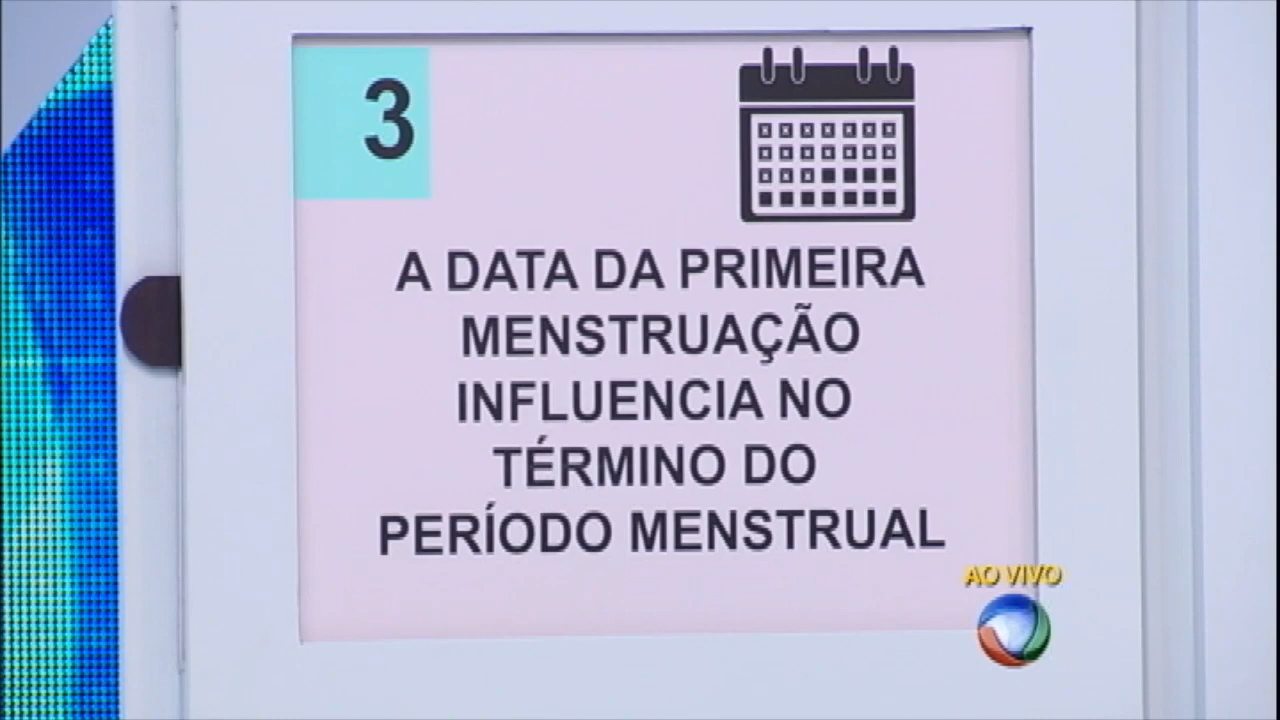 3
A DATA DA PRIMEIRA
MENSTRUAÇÃO
INFLUENCIA NO
TÉRMINO DO
PERÍODO MENSTRUAL
AO VIVO